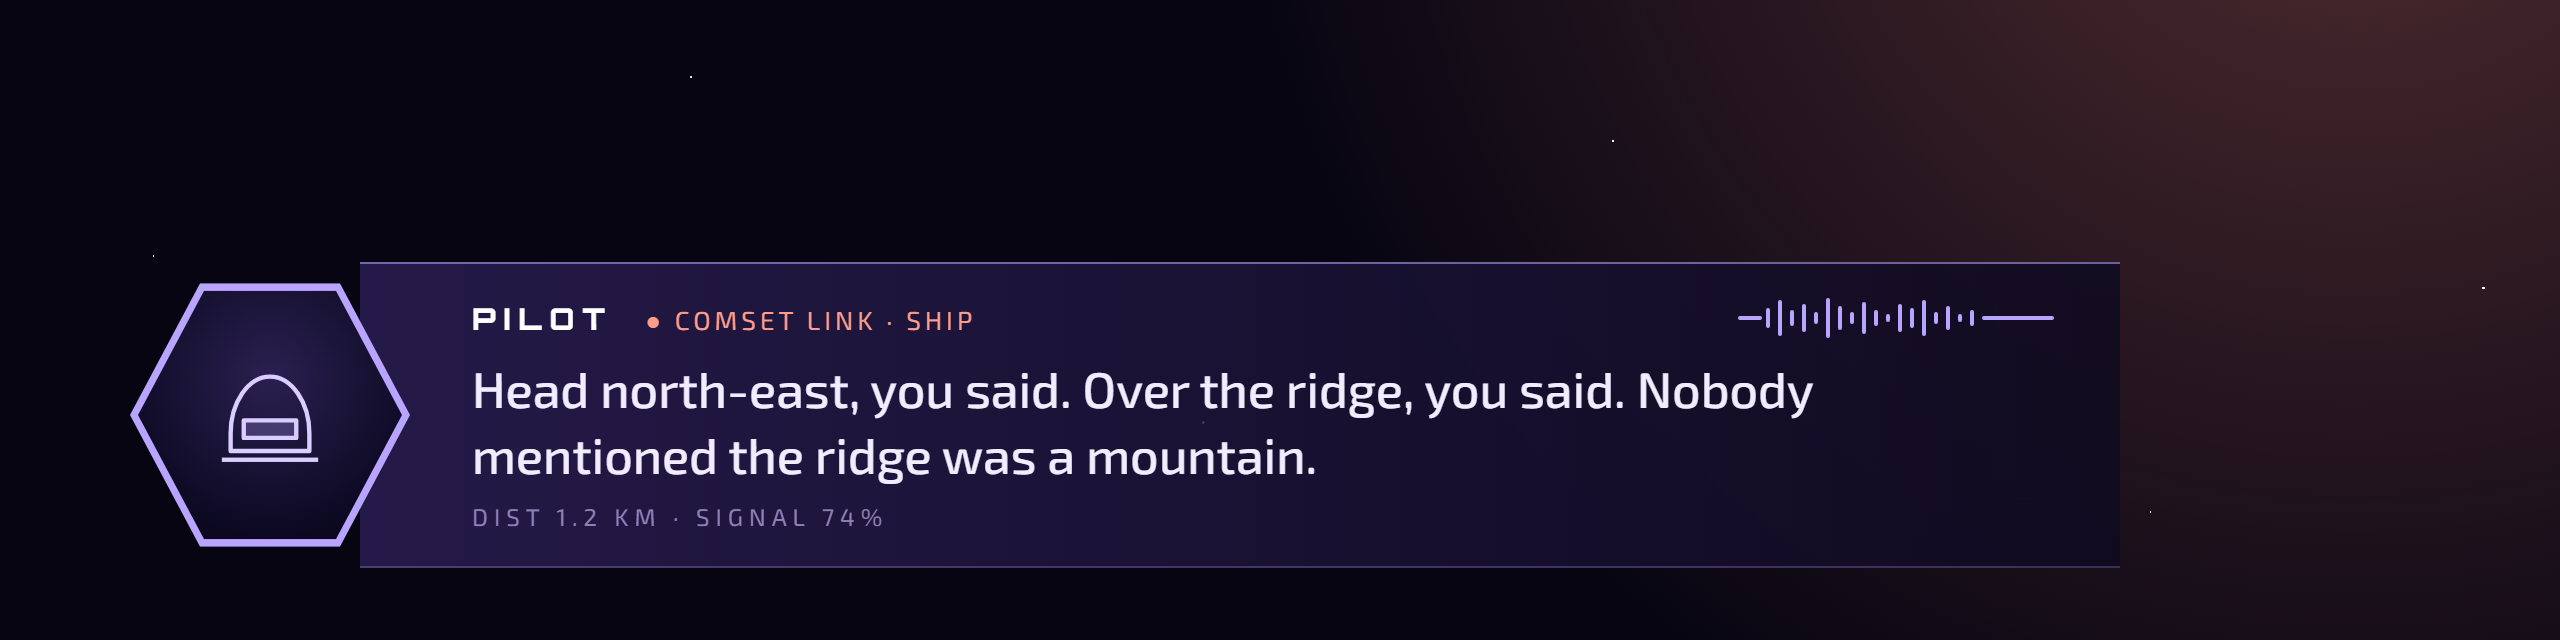 PILOT • COMSET LINK · SHIP
Head north-east, you said. Over the ridge, you said. Nobody
mentioned the ridge was a mountain.
DIST 1.2 KM · SIGNAL 74%